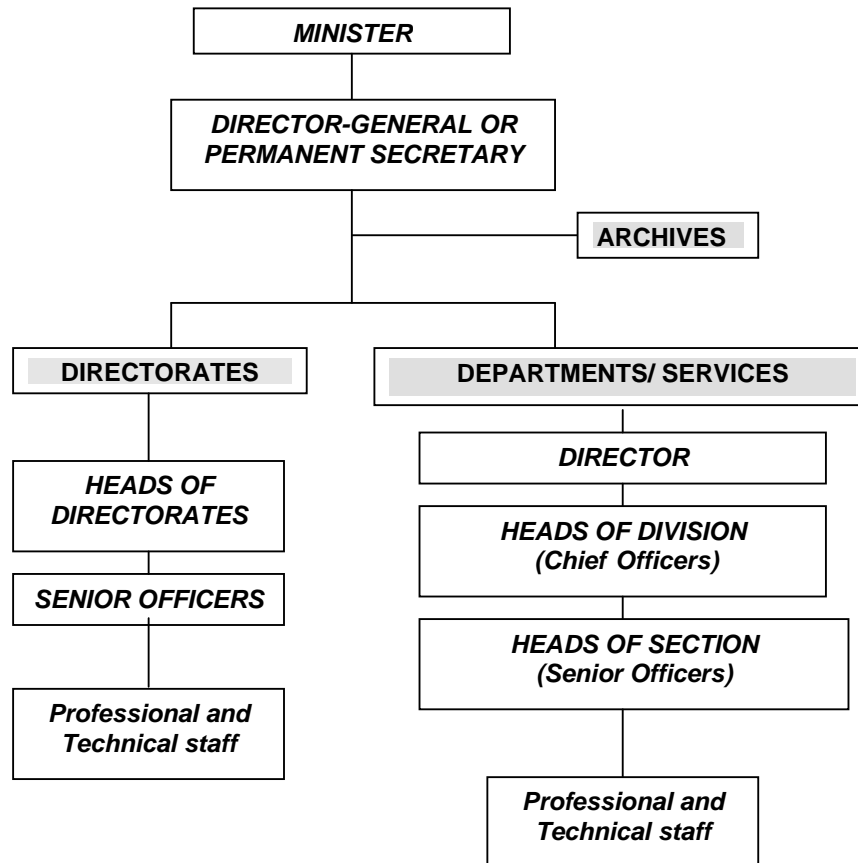 MINISTER
DIRECTOR-GENERAL OR
PERMANENT SECRETARY
ARCHIVES
DIRECTORATES
HEADS OF
DIRECTORATES
SENIOR OFFICERS
Professional and
Technical staff
DEPARTMENTS/ SERVICES
DIRECTOR
HEADS OF DIVISION
(Chief Officers)
HEADS OF SECTION
(Senior Officers)
Professional and
Technical staff